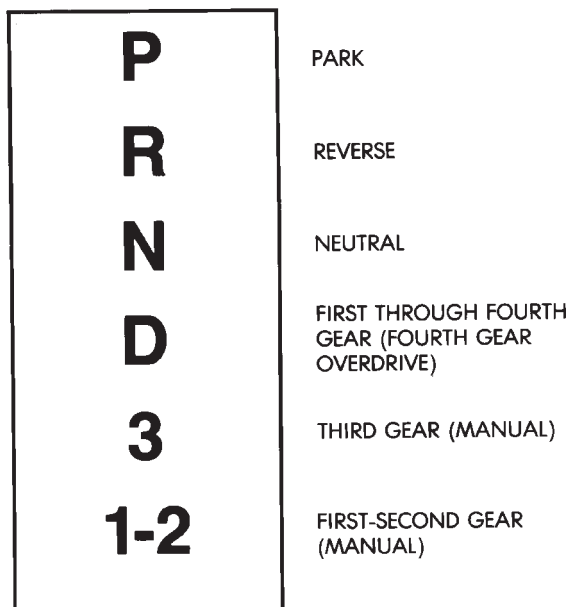 P PARK
R REVERSE
N NEUTRAL
D FIRST THROUGH FOURTH
GEAR (FOURTH GEAR
OVERDRIVE)
3 THIRD GEAR (MANUAL)
1-2 FIRST-SECOND GEAR
(MANUAL)